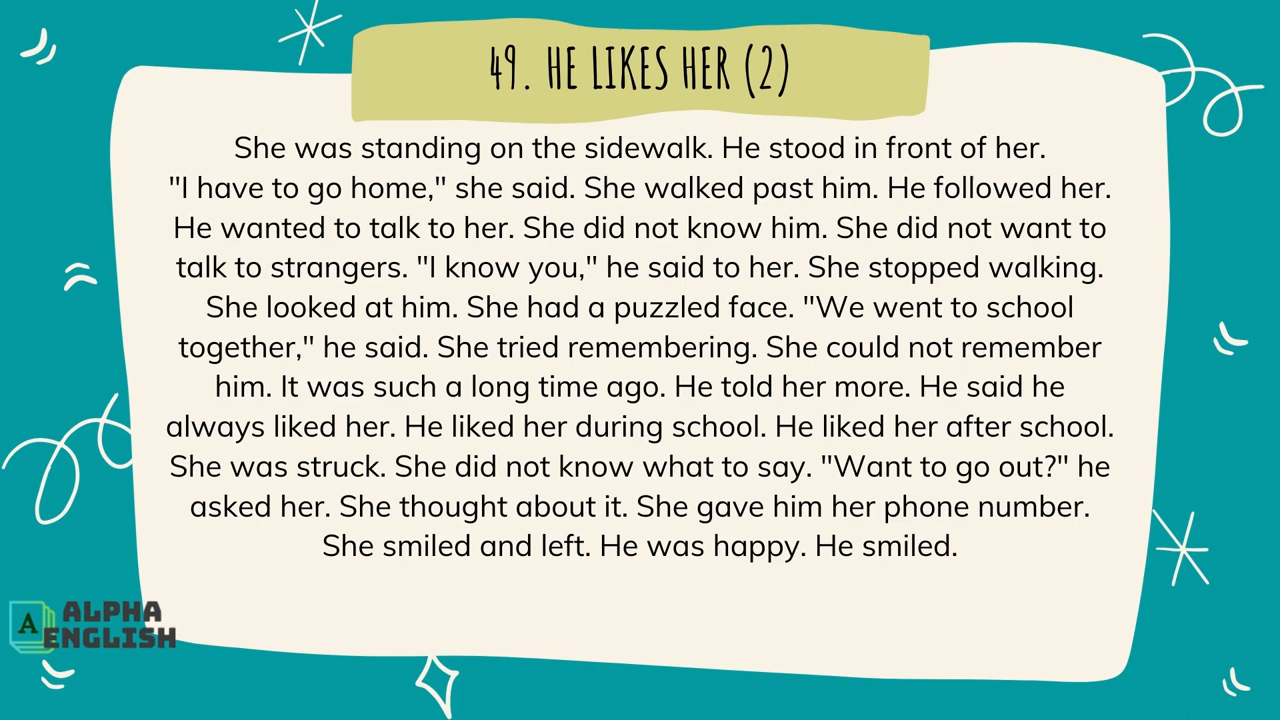 49. HE LIKES HER (2)
She was standing on the sidewalk. He stood in front of her.
"I have to go home," she said. She walked past him. He followed her.
He wanted to talk to her. She did not know him. She did not want to
talk to strangers. "I know you," he said to her. She stopped walking.
She looked at him. She had a puzzled face. "We went to school
together," he said. She tried remembering. She could not remember
him. It was such a long time ago. He told her more. He said he
always liked her. He liked her during school. He liked her after school.
She was struck. She did not know what to say. "Want to go out?" he
asked her. She thought about it. She gave him her phone number.
She smiled and left. He was happy. He smiled.
A
ALPHA
ENGLISH